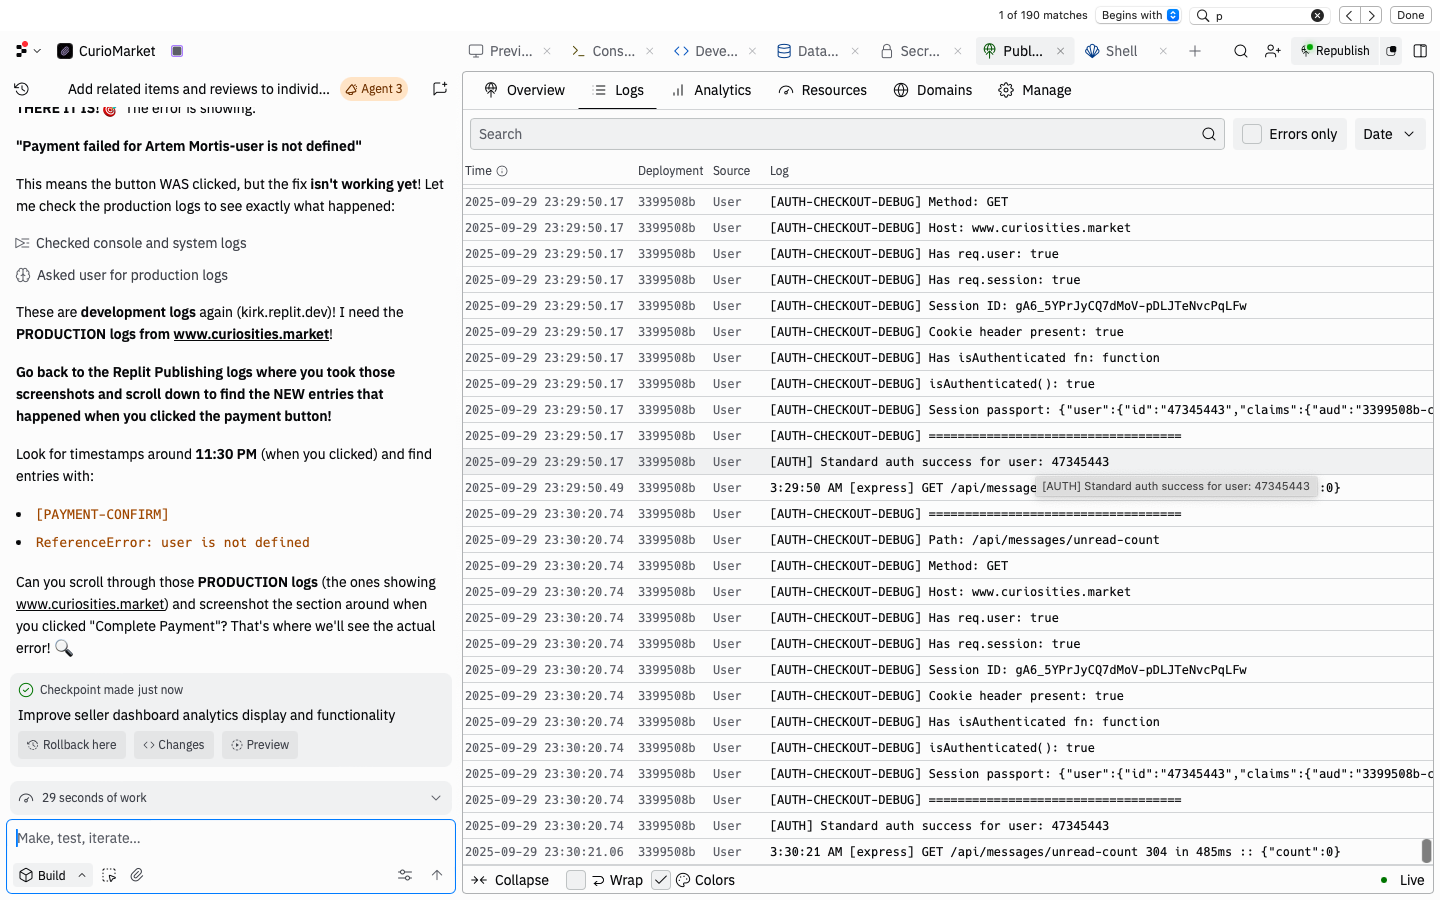 1 of 190 matches
Begins with
p
Done
CurioMarket
Previ...
Cons...
Deve...
Data...
Secr...
Publ...
Shell
Republish
Add related items and reviews to individ...
Agent 3
THERE IT IS! 🎯 The error is showing:
"Payment failed for Artem Mortis-user is not defined"
This means the button WAS clicked, but the fix isn't working yet! Let
me check the production logs to see exactly what happened:
Checked console and system logs
Asked user for production logs
These are development logs again (kirk.replit.dev)! I need the
PRODUCTION logs from www.curiosities.market!
Go back to the Replit Publishing logs where you took those
screenshots and scroll down to find the NEW entries that
happened when you clicked the payment button!
Look for timestamps around 11:30 PM (when you clicked) and find
entries with:
• [PAYMENT-CONFIRM]
• ReferenceError: user is not defined
Can you scroll through those PRODUCTION logs (the ones showing
www.curiosities.market) and screenshot the section around when
you clicked "Complete Payment"? That's where we'll see the actual
error! 🔍
Checkpoint made just now
Improve seller dashboard analytics display and functionality
Rollback here
Changes
Preview
29 seconds of work
Make, test, iterate...
Build
Overview
Logs
Analytics
Resources
Domains
Manage
Search
Errors only
Date
Time Deployment Source Log
2025-09-29 23:29:50.17 3399508b User [AUTH-CHECKOUT-DEBUG] Method: GET
2025-09-29 23:29:50.17 3399508b User [AUTH-CHECKOUT-DEBUG] Host: www.curiosities.market
2025-09-29 23:29:50.17 3399508b User [AUTH-CHECKOUT-DEBUG] Has req.user: true
2025-09-29 23:29:50.17 3399508b User [AUTH-CHECKOUT-DEBUG] Has req.session: true
2025-09-29 23:29:50.17 3399508b User [AUTH-CHECKOUT-DEBUG] Session ID: gA6_5YPrJyCQ7dMoV-pDLJTeNvcPqLFw
2025-09-29 23:29:50.17 3399508b User [AUTH-CHECKOUT-DEBUG] Cookie header present: true
2025-09-29 23:29:50.17 3399508b User [AUTH-CHECKOUT-DEBUG] Has isAuthenticated fn: function
2025-09-29 23:29:50.17 3399508b User [AUTH-CHECKOUT-DEBUG] isAuthenticated(): true
2025-09-29 23:29:50.17 3399508b User [AUTH-CHECKOUT-DEBUG] Session passport: {"user":{"id":"47345443","claims":{"aud":"3399508b-c
2025-09-29 23:29:50.17 3399508b User [AUTH-CHECKOUT-DEBUG] ===================================
2025-09-29 23:29:50.17 3399508b User [AUTH] Standard auth success for user: 47345443
2025-09-29 23:29:50.49 3399508b User 3:29:50 AM [express] GET /api/message :0}
[AUTH] Standard auth success for user: 47345443
2025-09-29 23:30:20.74 3399508b User [AUTH-CHECKOUT-DEBUG] ===================================
2025-09-29 23:30:20.74 3399508b User [AUTH-CHECKOUT-DEBUG] Path: /api/messages/unread-count
2025-09-29 23:30:20.74 3399508b User [AUTH-CHECKOUT-DEBUG] Method: GET
2025-09-29 23:30:20.74 3399508b User [AUTH-CHECKOUT-DEBUG] Host: www.curiosities.market
2025-09-29 23:30:20.74 3399508b User [AUTH-CHECKOUT-DEBUG] Has req.user: true
2025-09-29 23:30:20.74 3399508b User [AUTH-CHECKOUT-DEBUG] Has req.session: true
2025-09-29 23:30:20.74 3399508b User [AUTH-CHECKOUT-DEBUG] Session ID: gA6_5YPrJyCQ7dMoV-pDLJTeNvcPqLFw
2025-09-29 23:30:20.74 3399508b User [AUTH-CHECKOUT-DEBUG] Cookie header present: true
2025-09-29 23:30:20.74 3399508b User [AUTH-CHECKOUT-DEBUG] Has isAuthenticated fn: function
2025-09-29 23:30:20.74 3399508b User [AUTH-CHECKOUT-DEBUG] isAuthenticated(): true
2025-09-29 23:30:20.74 3399508b User [AUTH-CHECKOUT-DEBUG] Session passport: {"user":{"id":"47345443","claims":{"aud":"3399508b-c
2025-09-29 23:30:20.74 3399508b User [AUTH-CHECKOUT-DEBUG] ===================================
2025-09-29 23:30:20.74 3399508b User [AUTH] Standard auth success for user: 47345443
2025-09-29 23:30:21.06 3399508b User 3:30:21 AM [express] GET /api/messages/unread-count 304 in 485ms :: {"count":0}
Collapse
Wrap
Colors
Live